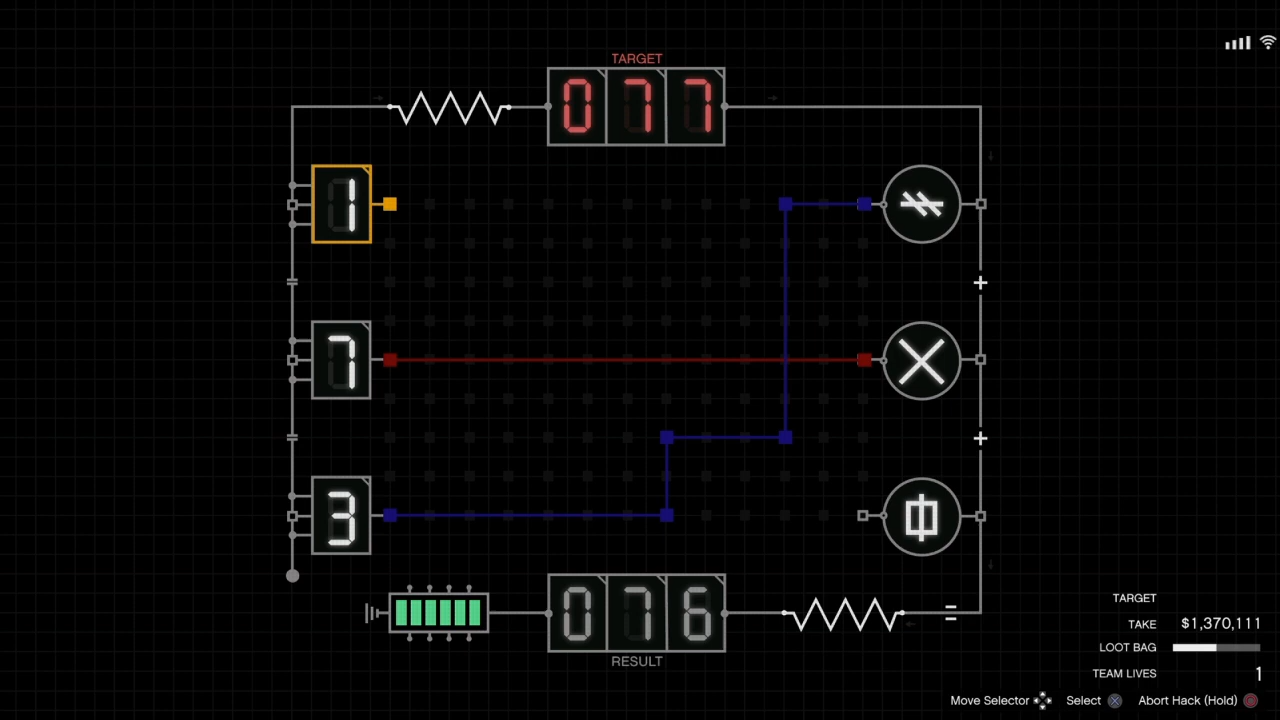 TARGET
077
1
7
3
076
RESULT
TARGET
TAKE $1,370,111
LOOT BAG
TEAM LIVES 1
Move Selector Select Abort Hack (Hold)